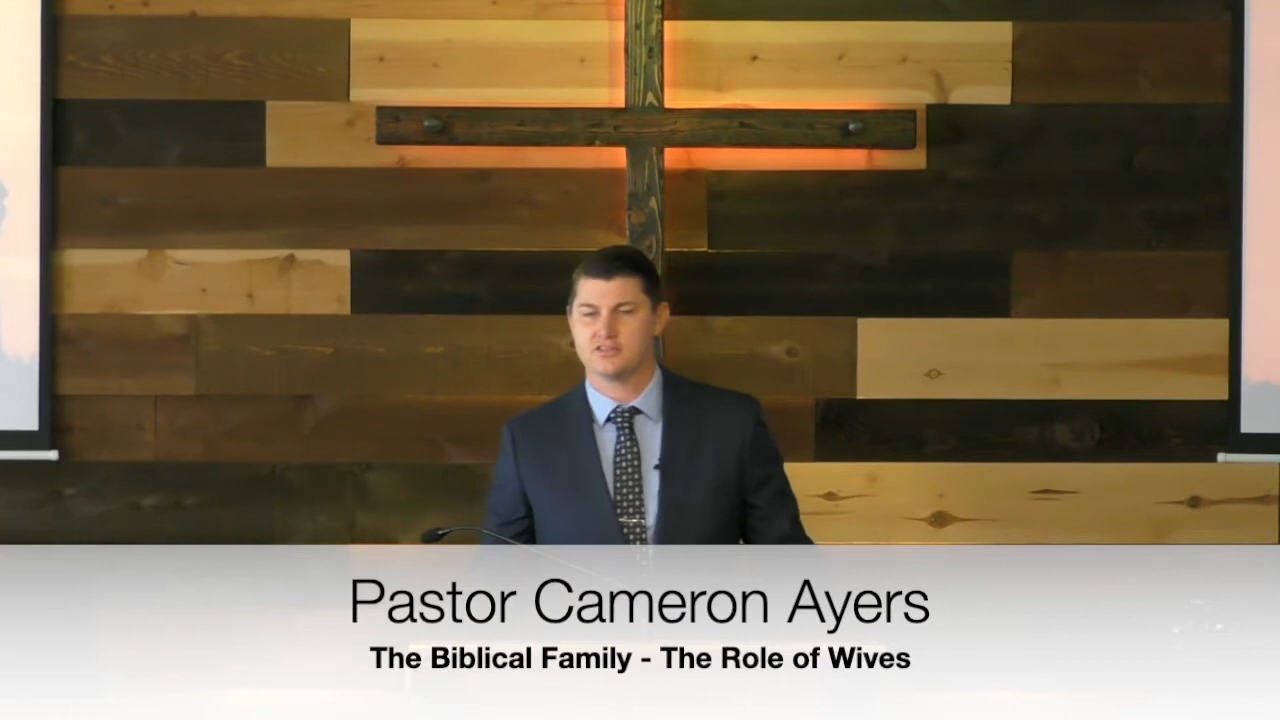 Pastor Cameron Ayers
The Biblical Family - The Role of Wives